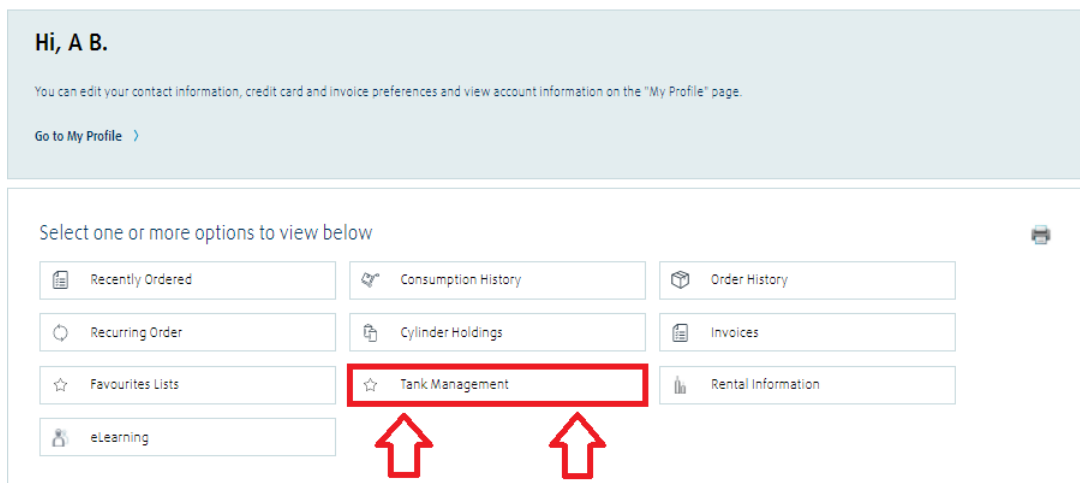 Hi, A B.
You can edit your contact information, credit card and invoice preferences and view account information on the "My Profile" page.
Go to My Profile
Select one or more options to view below
Recently Ordered
Consumption History
Order History
Recurring Order
Cylinder Holdings
Invoices
Favourites Lists
Tank Management
Rental Information
eLearning